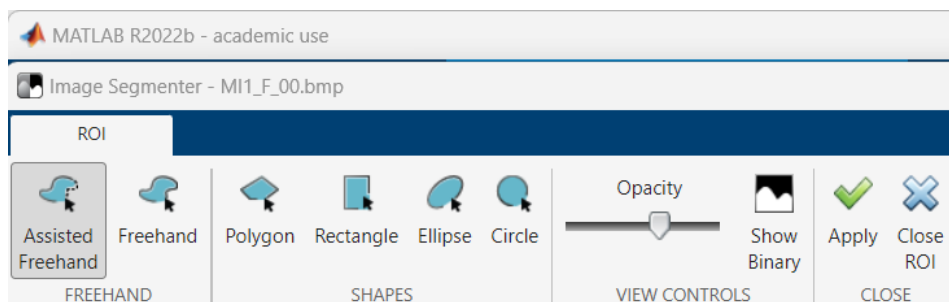 MATLAB R2022b - academic use
Image Segmenter - MI1_F_00.bmp
ROI
Assisted Freehand
Freehand
Polygon
Rectangle
Ellipse
Circle
Opacity
Show Binary
Apply
Close ROI
FREEHAND
SHAPES
VIEW CONTROLS
CLOSE